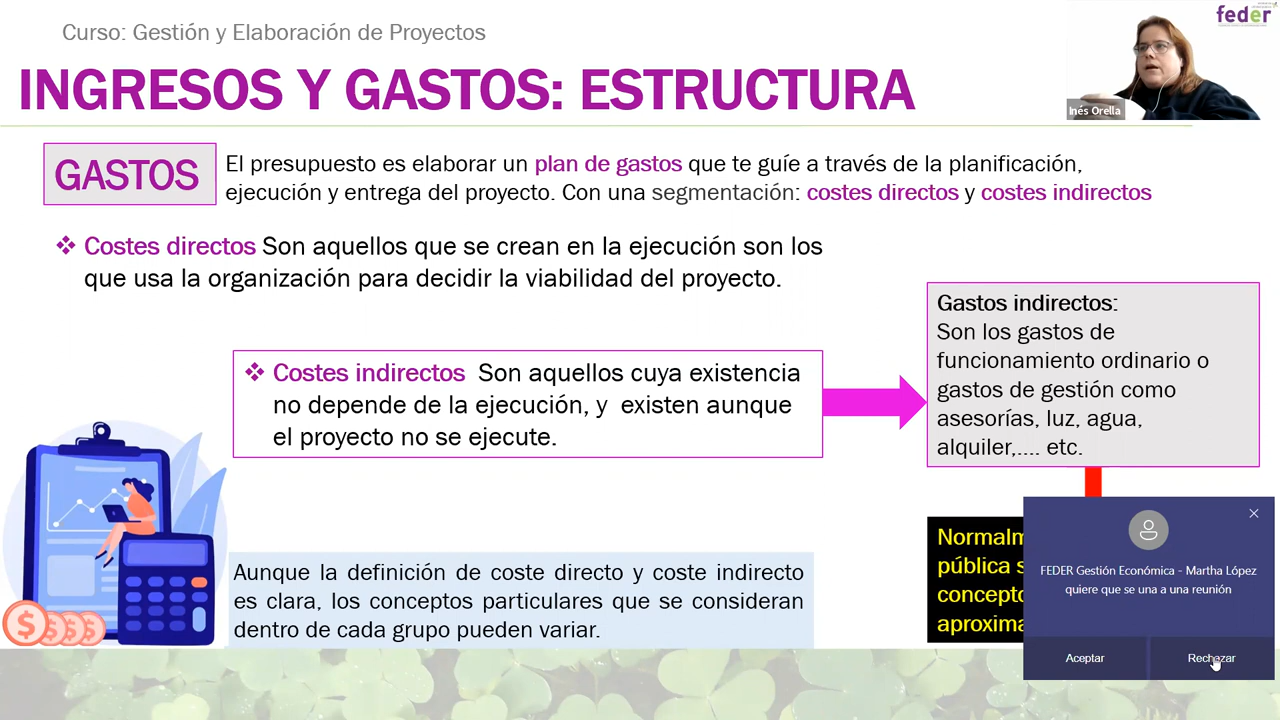 Curso: Gestión y Elaboración de Proyectos
feder
INGRESOS Y GASTOS: ESTRUCTURA
Inés Orella
GASTOS
El presupuesto es elaborar un plan de gastos que te guíe a través de la planificación,
ejecución y entrega del proyecto. Con una segmentación: costes directos y costes indirectos
❖ Costes directos Son aquellos que se crean en la ejecución son los
que usa la organización para decidir la viabilidad del proyecto.
❖ Costes indirectos Son aquellos cuya existencia
no depende de la ejecución, y existen aunque
el proyecto no se ejecute.
Gastos indirectos:
Son los gastos de
funcionamiento ordinario o
gastos de gestión como
asesorías, luz, agua,
alquiler,.... etc.
Aunque la definición de coste directo y coste indirecto
es clara, los conceptos particulares que se consideran
dentro de cada grupo pueden variar.
pública
FEDER Gestión Económica - Martha López
quiere que se una a una reunión
Aceptar
Rechazar